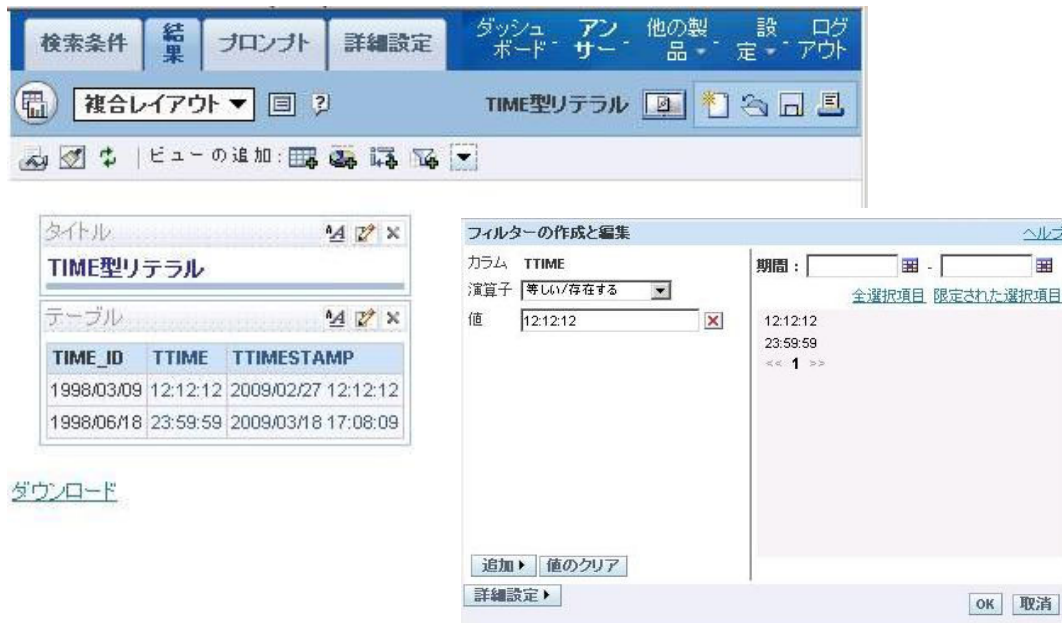 検索条件 結果 プロンプト 詳細設定 ダッシュボード アンサー 他の製品 設定 ログアウト
複合レイアウト TIME型リテラル
ビューの追加:
タイトル
TIME型リテラル
テーブル
TIME_ID TTIME TTIMESTAMP
1998/03/09 12:12:12 2009/02/27 12:12:12
1998/06/18 23:59:59 2009/03/18 17:08:09
ダウンロード
フィルターの作成と編集 ヘルプ
カラム TTIME
演算子 等しい/存在する
値 12:12:12
期間: -
全選択項目 限定された選択項目
12:12:12
23:59:59
<< 1 >>
追加 値のクリア
詳細設定
OK 取消